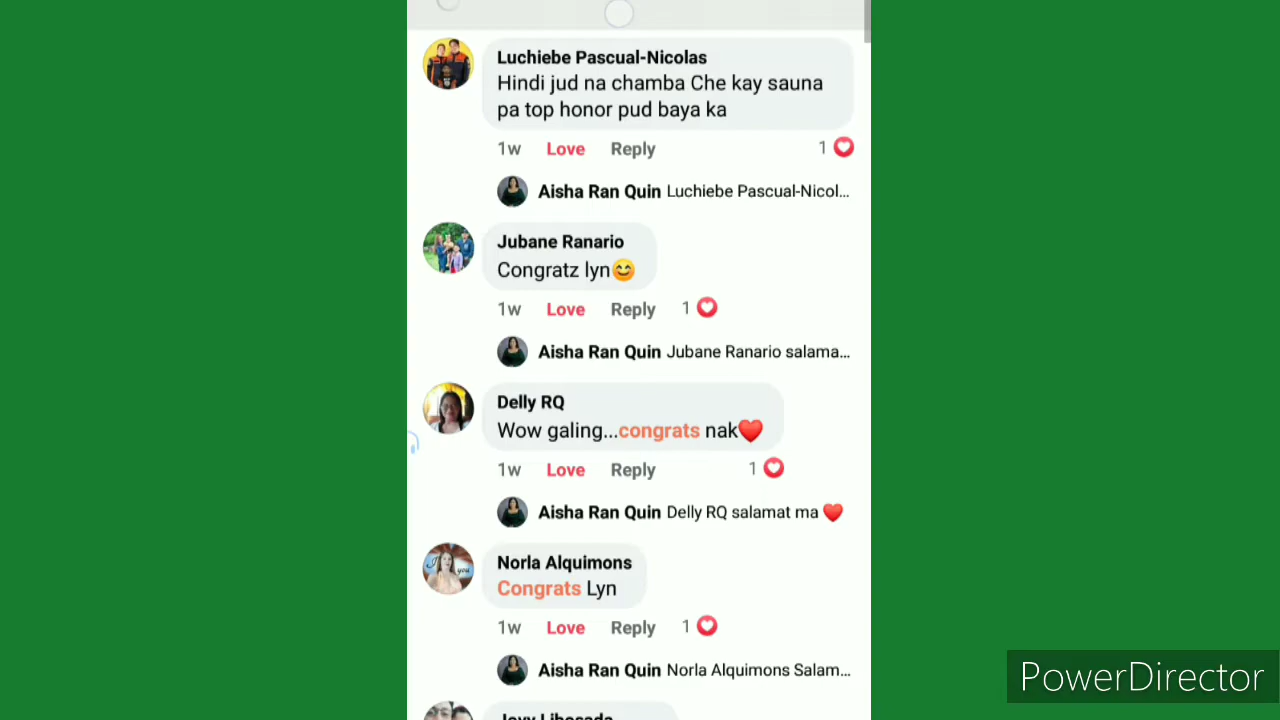 Luchiebe Pascual-Nicolas
Hindi jud na chamba Che kay sauna
pa top honor pud baya ka
1w Love Reply 1
Aisha Ran Quin Luchiebe Pascual-Nicol...
Jubane Ranario
Congratz lyn😊
1w Love Reply 1
Aisha Ran Quin Jubane Ranario salama...
Delly RQ
Wow galing...congrats nak❤️
1w Love Reply 1
Aisha Ran Quin Delly RQ salamat ma ❤️
Norla Alquimons
Congrats Lyn
1w Love Reply 1
Aisha Ran Quin Norla Alquimons Salam...
PowerDirector